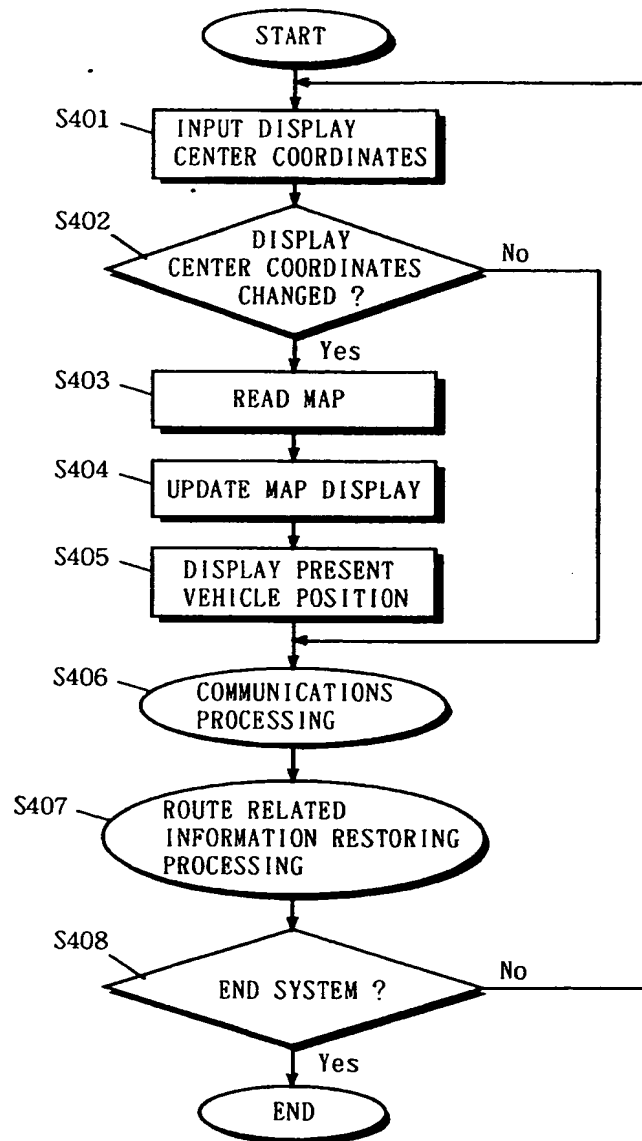 START
S401
INPUT DISPLAY
CENTER COORDINATES
S402
DISPLAY
CENTER COORDINATES
CHANGED ?
No
Yes
S403
READ MAP
S404
UPDATE MAP DISPLAY
S405
DISPLAY PRESENT
VEHICLE POSITION
S406
COMMUNICATIONS
PROCESSING
S407
ROUTE RELATED
INFORMATION RESTORING
PROCESSING
S408
END SYSTEM ?
No
Yes
END